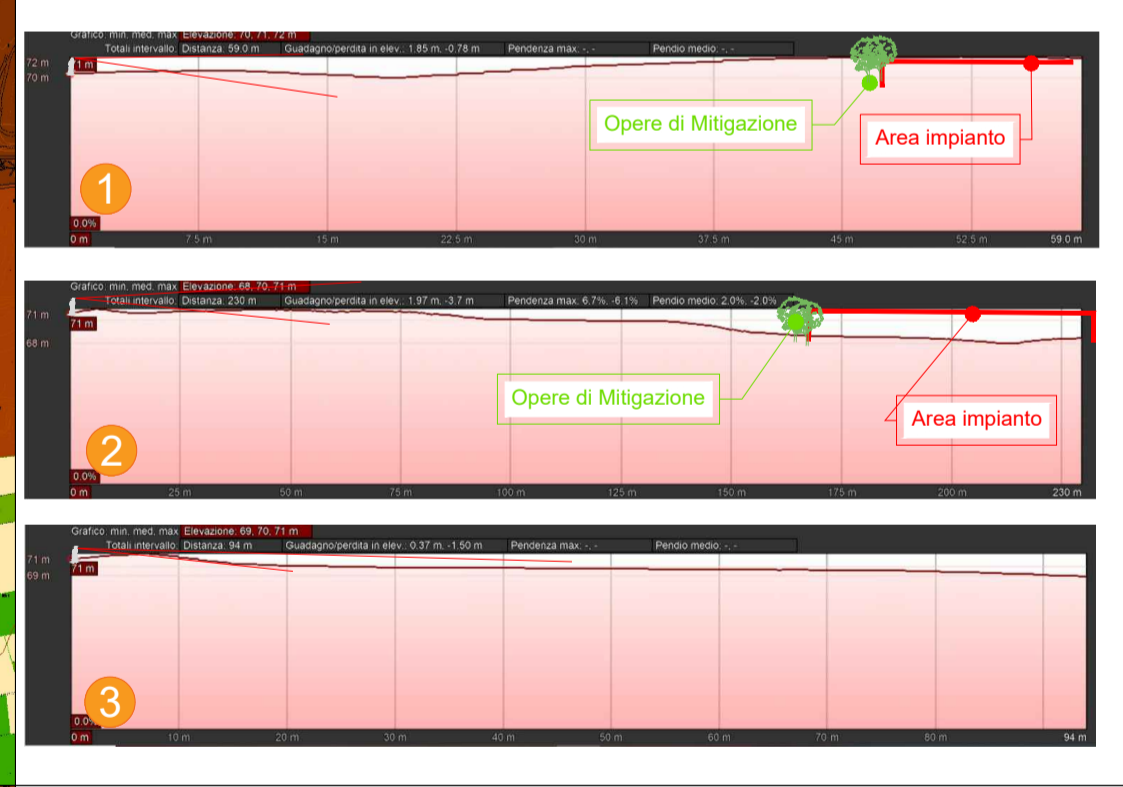 Grafico: min, med, max Elevazione: 70, 71, 72 m
Totali intervallo: Distanza: 59.0 m Guadagno/perdita in elev.: 1.85 m, -0.78 m Pendenza max: -, - Pendio medio: -, -
72 m
70 m
71 m
Opere di Mitigazione
Area impianto
1
0.0%
0 m 7.5 m 15 m 22.5 m 30 m 37.5 m 45 m 52.5 m 59.0 m
Grafico: min, med, max Elevazione: 68, 70, 71 m
Totali intervallo: Distanza: 230 m Guadagno/perdita in elev.: 1.97 m, -3.7 m Pendenza max: 6.7%, -6.1% Pendio medio: 2.0%, -2.0%
71 m
71 m
68 m
Opere di Mitigazione
Area impianto
2
0.0%
0 m 25 m 50 m 75 m 100 m 125 m 150 m 175 m 200 m 230 m
Grafico: min, med, max Elevazione: 69, 70, 71 m
Totali intervallo: Distanza: 94 m Guadagno/perdita in elev.: 0.37 m, -1.50 m Pendenza max: -, - Pendio medio: -, -
71 m
71 m
69 m
3
0.0%
0 m 10 m 20 m 30 m 40 m 50 m 60 m 70 m 80 m 94 m